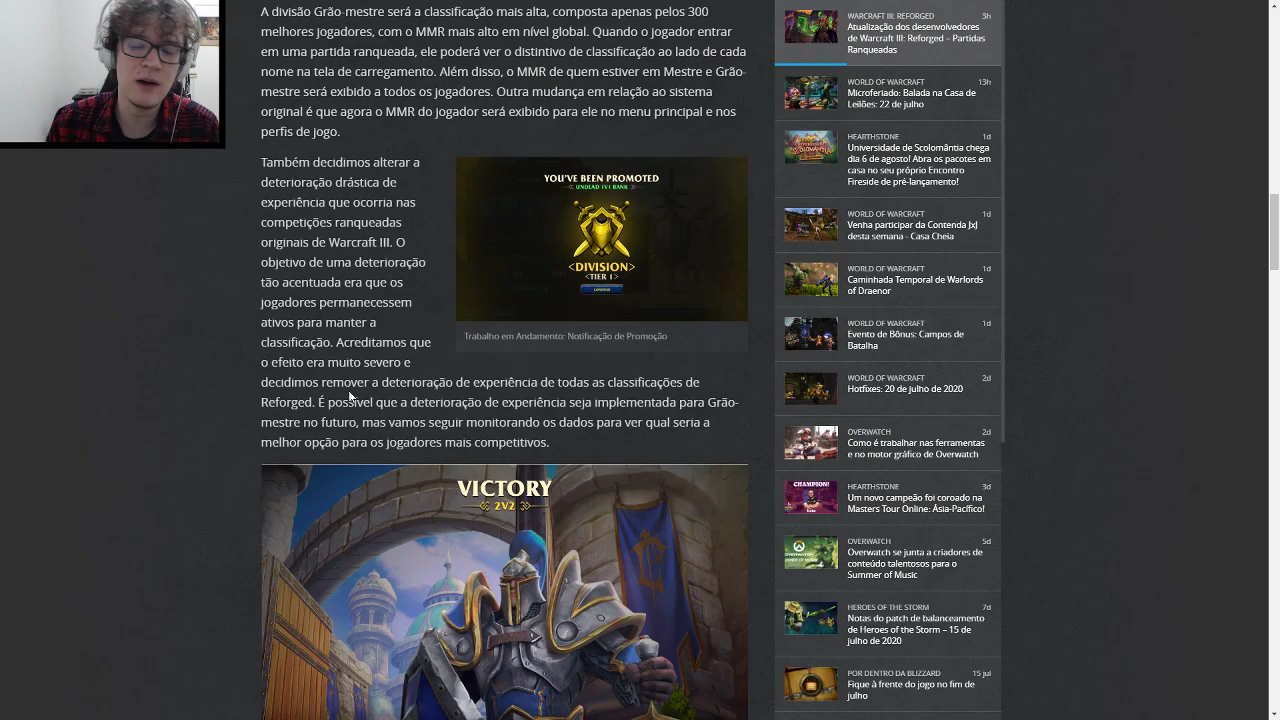 A divisão Grão-mestre será a classificação mais alta, composta apenas pelos 300
melhores jogadores, com o MMR mais alto em nível global. Quando o jogador entrar
em uma partida ranqueada, ele poderá ver o distintivo de classificação ao lado de cada
nome na tela de carregamento. Além disso, o MMR de quem estiver em Mestre e Grão-
mestre será exibido a todos os jogadores. Outra mudança em relação ao sistema
original é que agora o MMR do jogador será exibido para ele no menu principal e nos
perfis de jogo.
Também decidimos alterar a
deterioração drástica de
experiência que ocorria nas
competições ranqueadas
originais de Warcraft III. O
objetivo de uma deterioração
tão acentuada era que os
jogadores permanecessem
ativos para manter a
classificação. Acreditamos que
o efeito era muito severo e
decidimos remover a deterioração de experiência de todas as classificações de
Reforged. É possível que a deterioração de experiência seja implementada para Grão-
mestre no futuro, mas vamos seguir monitorando os dados para ver qual seria a
melhor opção para os jogadores mais competitivos.
YOU'VE BEEN PROMOTED
UNDEAD 1V1 RANK
<DIVISION>
<TIER 1>
CONTINUE
Trabalho em Andamento: Notificação de Promoção
VICTORY
2V2
WARCRAFT III: REFORGED 3h
Atualização dos desenvolvedores
de Warcraft III: Reforged – Partidas
Ranqueadas
WORLD OF WARCRAFT 13h
Microferiado: Balada na Casa de
Leilões: 22 de julho
HEARTHSTONE 1d
Universidade de Scolomântia chega
dia 6 de agosto! Abra os pacotes em
casa no seu próprio Encontro
Fireside de pré-lançamento!
WORLD OF WARCRAFT 1d
Venha participar da Contenda JxJ
desta semana - Casa Cheia
WORLD OF WARCRAFT 1d
Caminhada Temporal de Warlords
of Draenor
WORLD OF WARCRAFT 1d
Evento de Bônus: Campos de
Batalha
WORLD OF WARCRAFT 2d
Hotfixes: 20 de julho de 2020
OVERWATCH 2d
Como é trabalhar nas ferramentas
e no motor gráfico de Overwatch
CHAMPION!
HEARTHSTONE 3d
Um novo campeão foi coroado na
Masters Tour Online: Ásia-Pacífico!
OVERWATCH 5d
Overwatch se junta a criadores de
conteúdo talentosos para o
Summer of Music
HEROES OF THE STORM 7d
Notas do patch de balanceamento
de Heroes of the Storm – 15 de
julho de 2020
POR DENTRO DA BLIZZARD 15 jul
Fique à frente do jogo no fim de
julho